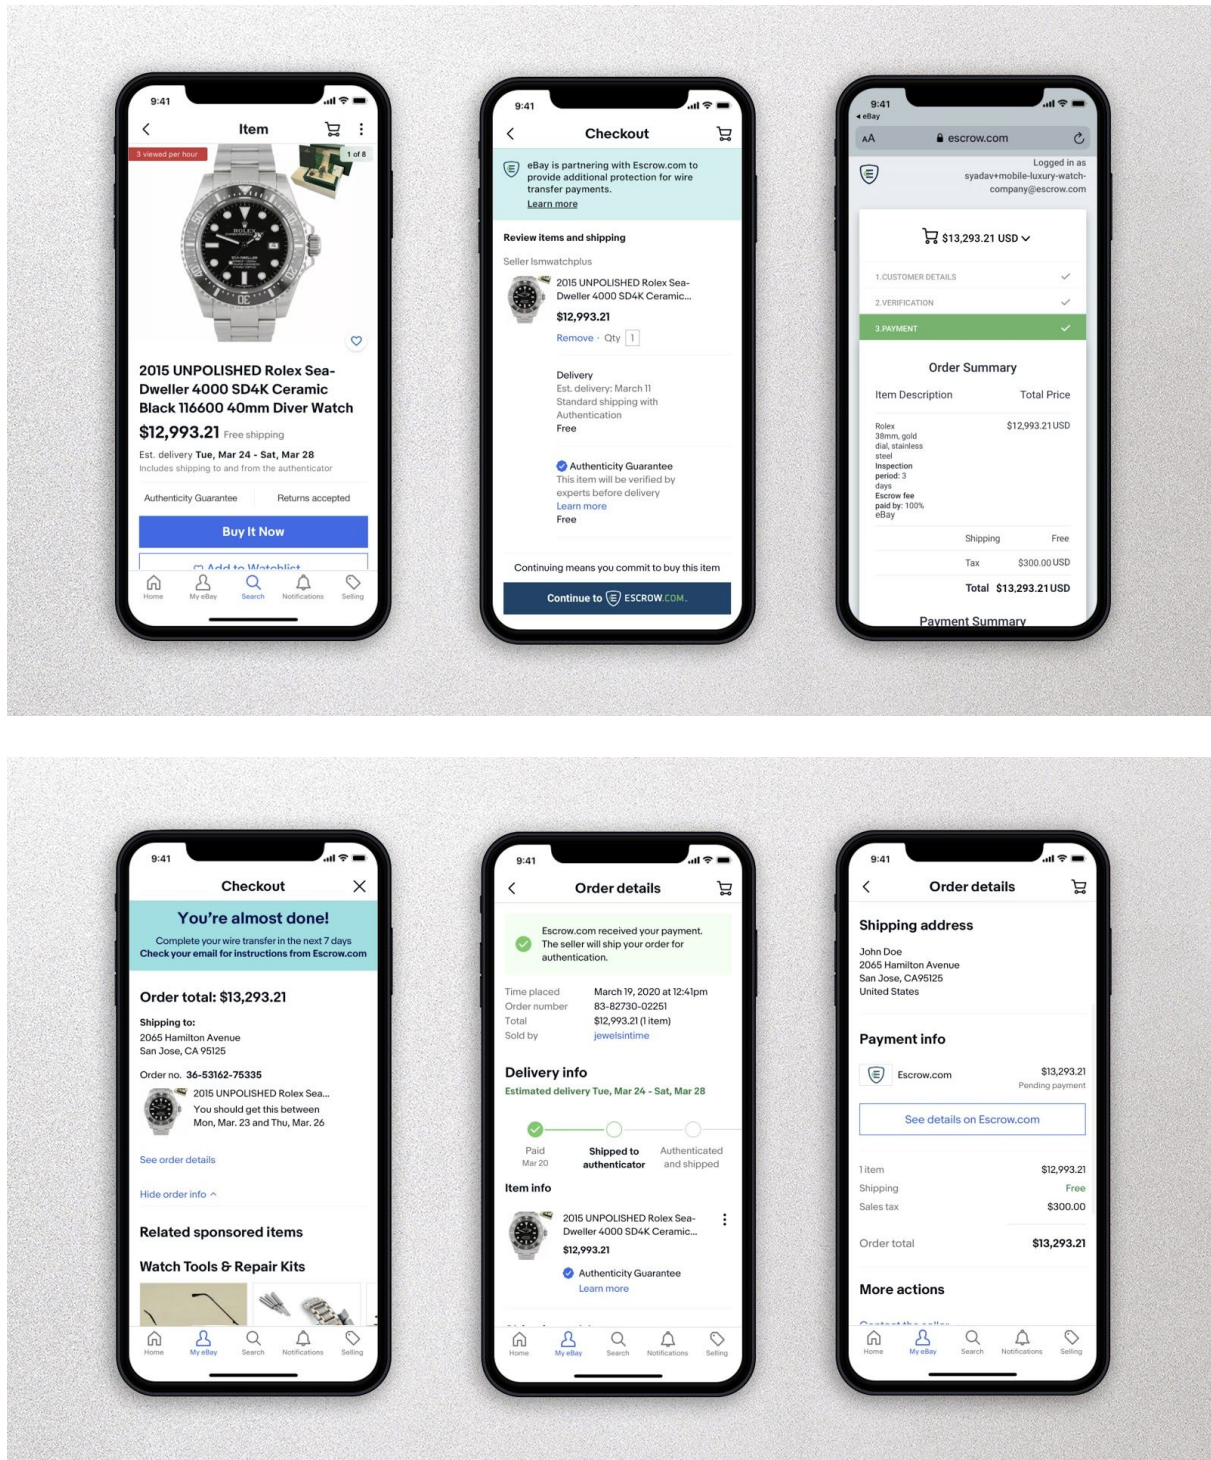 9:41
Item
3 viewed per hour
1 of 8
ROLEX
2015 UNPOLISHED Rolex Sea-
Dweller 4000 SD4K Ceramic
Black 116600 40mm Diver Watch
$12,993.21 Free shipping
Est. delivery Tue, Mar 24 - Sat, Mar 28
Includes shipping to and from the authenticator
Authenticity Guarantee
Returns accepted
Buy It Now
Add to Watchlist
Home
My eBay
Search
Notifications
Selling
9:41
Checkout
eBay is partnering with Escrow.com to
provide additional protection for wire
transfer payments.
Learn more
Review items and shipping
Seller lsmwatchplus
2015 UNPOLISHED Rolex Sea-
Dweller 4000 SD4K Ceramic...
$12,993.21
Remove · Qty 1
Delivery
Est. delivery: March 11
Standard shipping with
Authentication
Free
Authenticity Guarantee
This item will be verified by
experts before delivery
Learn more
Free
Continuing means you commit to buy this item
Continue to ESCROW.COM
9:41
eBay
AA
escrow.com
Logged in as
syadav+mobile-luxury-watch-
company@escrow.com
$13,293.21 USD
1.CUSTOMER DETAILS
2.VERIFICATION
3.PAYMENT
Order Summary
Item Description
Total Price
Rolex
38mm, gold
dial, stainless
steel
Inspection
period: 3
days
Escrow fee
paid by: 100%
eBay
$12,993.21 USD
Shipping Free
Tax $300.00 USD
Total $13,293.21 USD
Payment Summary
9:41
Checkout
You're almost done!
Complete your wire transfer in the next 7 days
Check your email for instructions from Escrow.com
Order total: $13,293.21
Shipping to:
2065 Hamilton Avenue
San Jose, CA 95125
Order no. 36-53162-75335
2015 UNPOLISHED Rolex Sea...
You should get this between
Mon, Mar. 23 and Thu, Mar. 26
See order details
Hide order info
Related sponsored items
Watch Tools & Repair Kits
Home
My eBay
Search
Notifications
Selling
9:41
Order details
Escrow.com received your payment.
The seller will ship your order for
authentication.
Time placed March 19, 2020 at 12:41pm
Order number 83-82730-02251
Total $12,993.21 (1 item)
Sold by jewelsintime
Delivery info
Estimated delivery Tue, Mar 24 - Sat, Mar 28
Paid
Mar 20
Shipped to
authenticator
Authenticated
and shipped
Item info
2015 UNPOLISHED Rolex Sea-
Dweller 4000 SD4K Ceramic...
$12,993.21
Authenticity Guarantee
Learn more
Home
My eBay
Search
Notifications
Selling
9:41
Order details
Shipping address
John Doe
2065 Hamilton Avenue
San Jose, CA95125
United States
Payment info
Escrow.com
$13,293.21
Pending payment
See details on Escrow.com
1 item $12,993.21
Shipping Free
Sales tax $300.00
Order total $13,293.21
More actions
Contact the seller
Home
My eBay
Search
Notifications
Selling